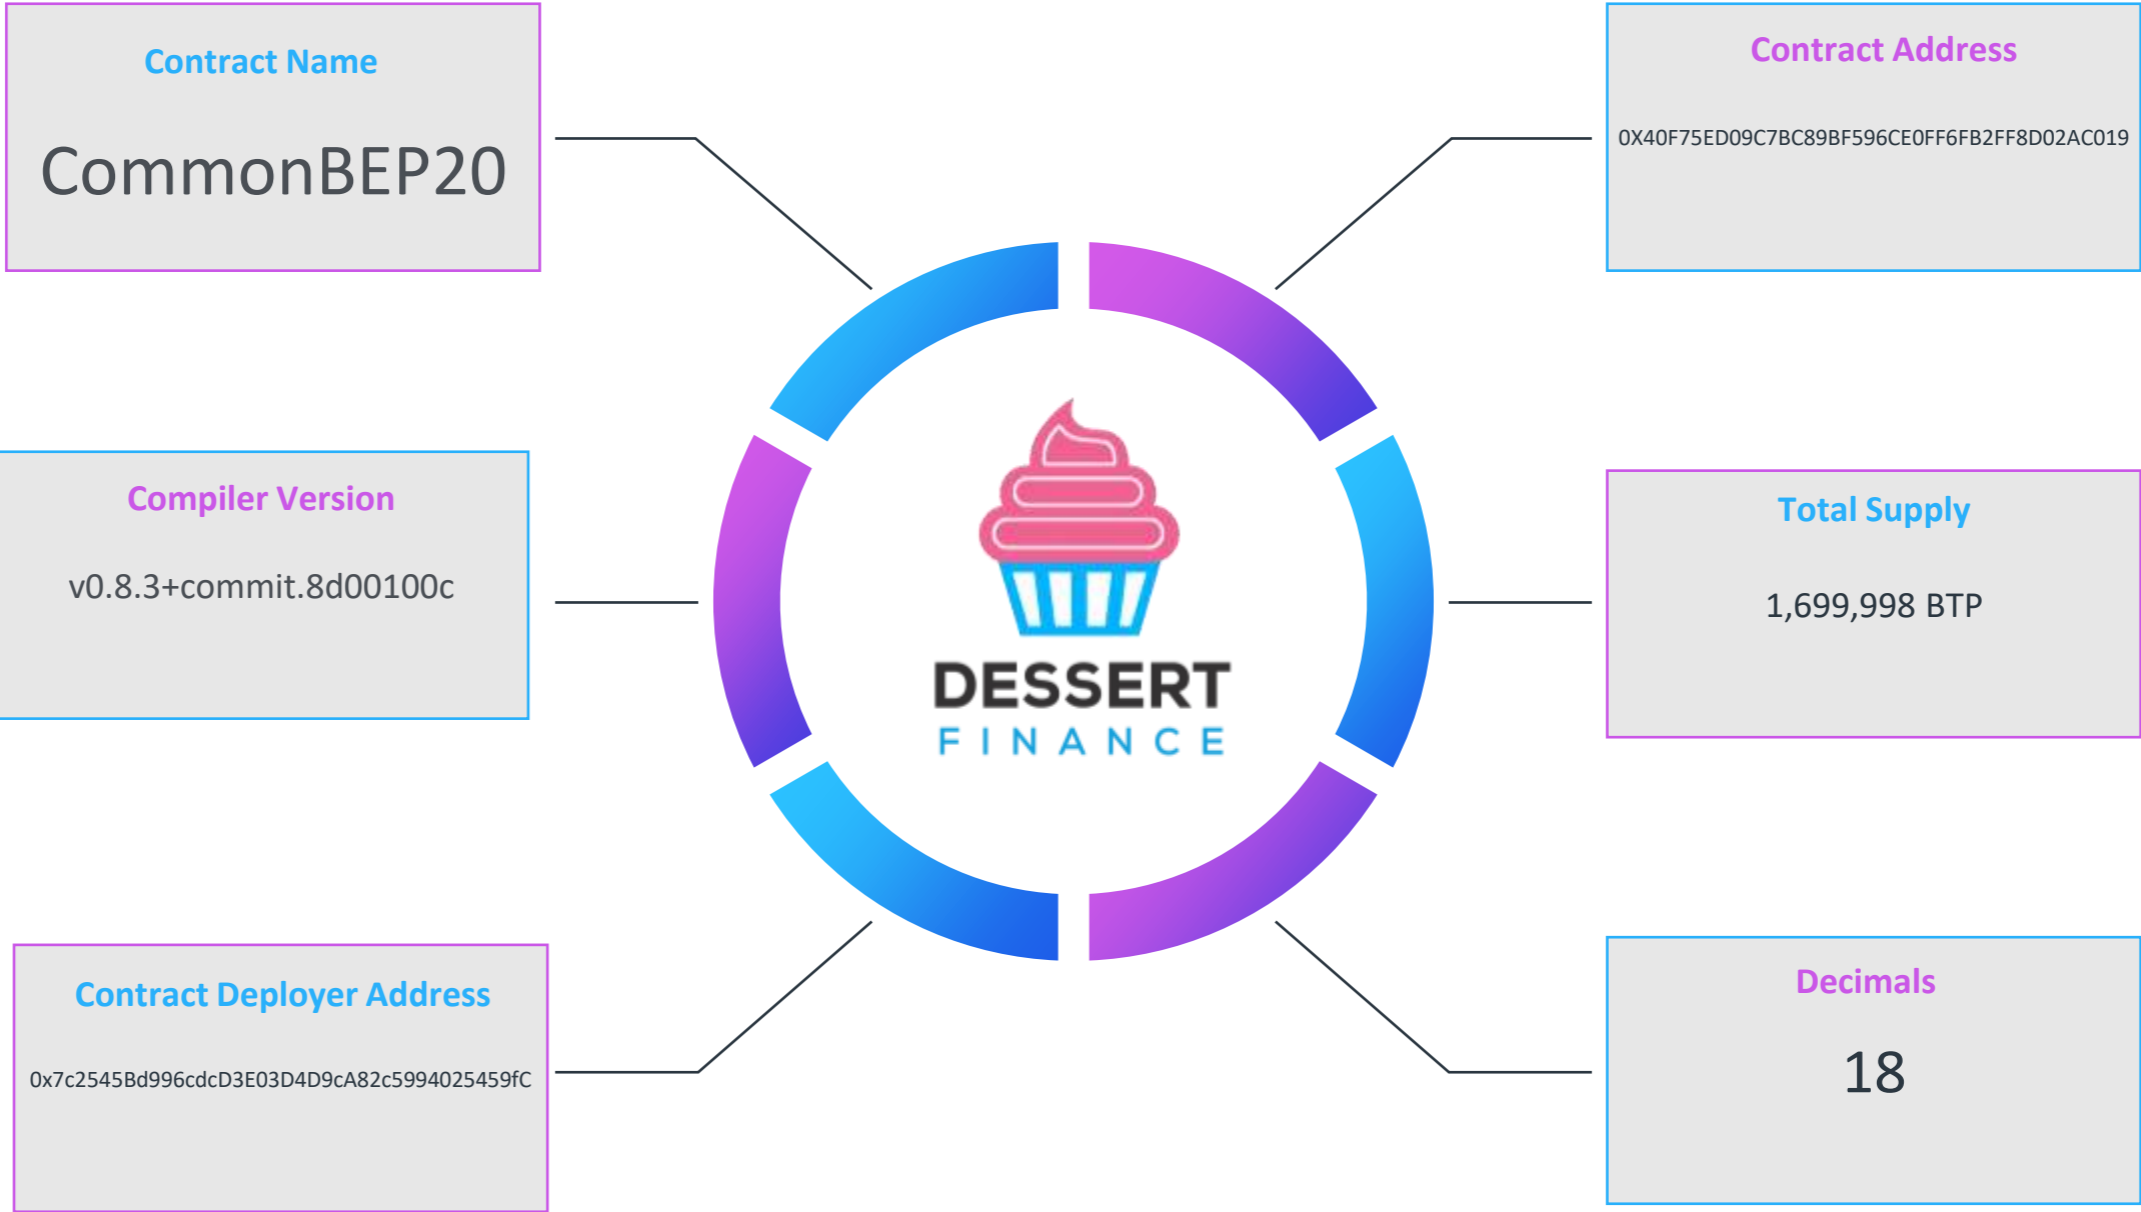 Contract Name
CommonBEP20
Contract Address
0X40F75ED09C7BC89BF596CE0FF6FB2FF8D02AC019
Compiler Version
v0.8.3+commit.8d00100c
DESSERT
FINANCE
Total Supply
1,699,998 BTP
Contract Deployer Address
0x7c2545Bd996cdcD3E03D4D9cA82c5994025459fC
Decimals
18